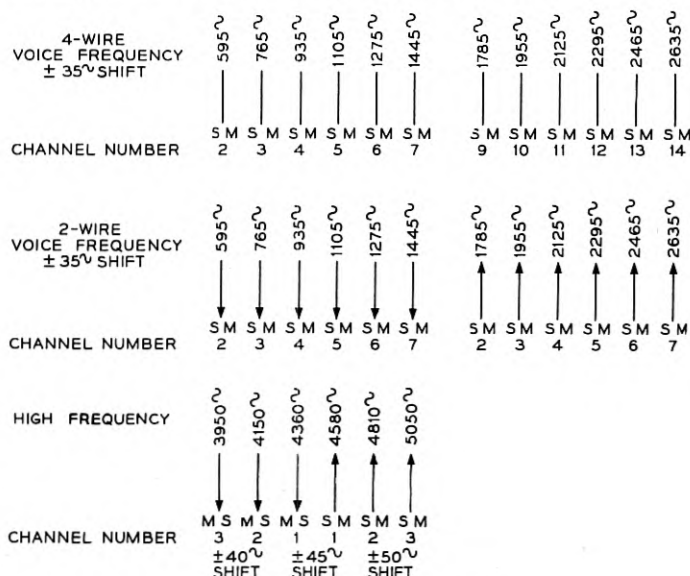 4-WIRE
VOICE FREQUENCY
± 35~ SHIFT
595~ 765~ 935~ 1105~ 1275~ 1445~ 1785~ 1955~ 2125~ 2295~ 2465~ 2635~
S M S M S M S M S M S M S M S M S M S M S M S M
CHANNEL NUMBER 2 3 4 5 6 7 9 10 11 12 13 14
2-WIRE
VOICE FREQUENCY
± 35~ SHIFT
595~ 765~ 935~ 1105~ 1275~ 1445~ 1785~ 1955~ 2125~ 2295~ 2465~ 2635~
S M S M S M S M S M S M S M S M S M S M S M S M
CHANNEL NUMBER 2 3 4 5 6 7 2 3 4 5 6 7
HIGH FREQUENCY 3950~ 4150~ 4360~ 4580~ 4810~ 5050~
M S M S M S S M S M S M
CHANNEL NUMBER 3 2 1 1 2 3
±40~ ±45~ ±50~
SHIFT SHIFT SHIFT